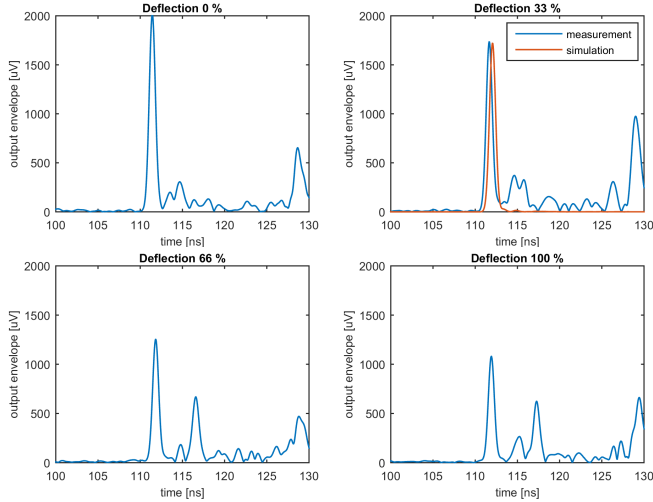 Deflection 0 %
output envelope [uV]
2000
1500
1000
500
0
100 105 110 115 120 125 130
time [ns]
Deflection 33 %
measurement
simulation
output envelope [uV]
2000
1500
1000
500
0
100 105 110 115 120 125 130
time [ns]
Deflection 66 %
output envelope [uV]
2000
1500
1000
500
0
100 105 110 115 120 125 130
time [ns]
Deflection 100 %
output envelope [uV]
2000
1500
1000
500
0
100 105 110 115 120 125 130
time [ns]